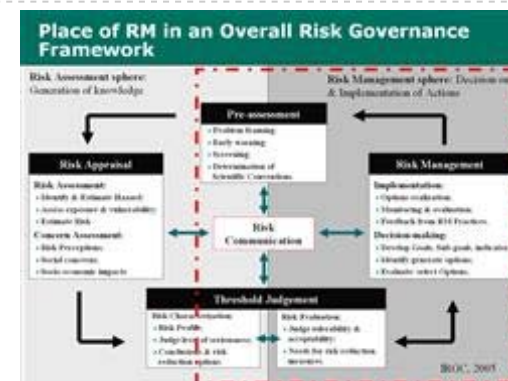 Place of RM in an Overall Risk Governance
Framework
Risk Assessment sphere:
Generation of knowledge
Risk Management sphere: Decision on
& Implementation of Actions
Pre-assessment
Problem framing
Early warning
Screening
Determination of
Scientific Conventions
Risk Appraisal
Risk Assessment:
Identify & Estimate Hazard
Assess exposure & vulnerability
Estimate Risk
Concern Assessment:
Risk Perceptions
Social concerns
Socio-economic impacts
Risk
Communication
Risk Management
Implementation:
Options realization
Monitoring & evaluation
Feedback from RM Practices
Decision-making:
Develop Goals, Sub goals, indicator
Identify generate options
Evaluate select Options
Threshold Judgement
Risk Characterisation:
Risk Profile
Judge level of seriousness
Conclusions & risk
reduction options
Risk Evaluation:
Judge tolerability &
acceptability
Needs for risk reduction
measures
IRGC, 2005